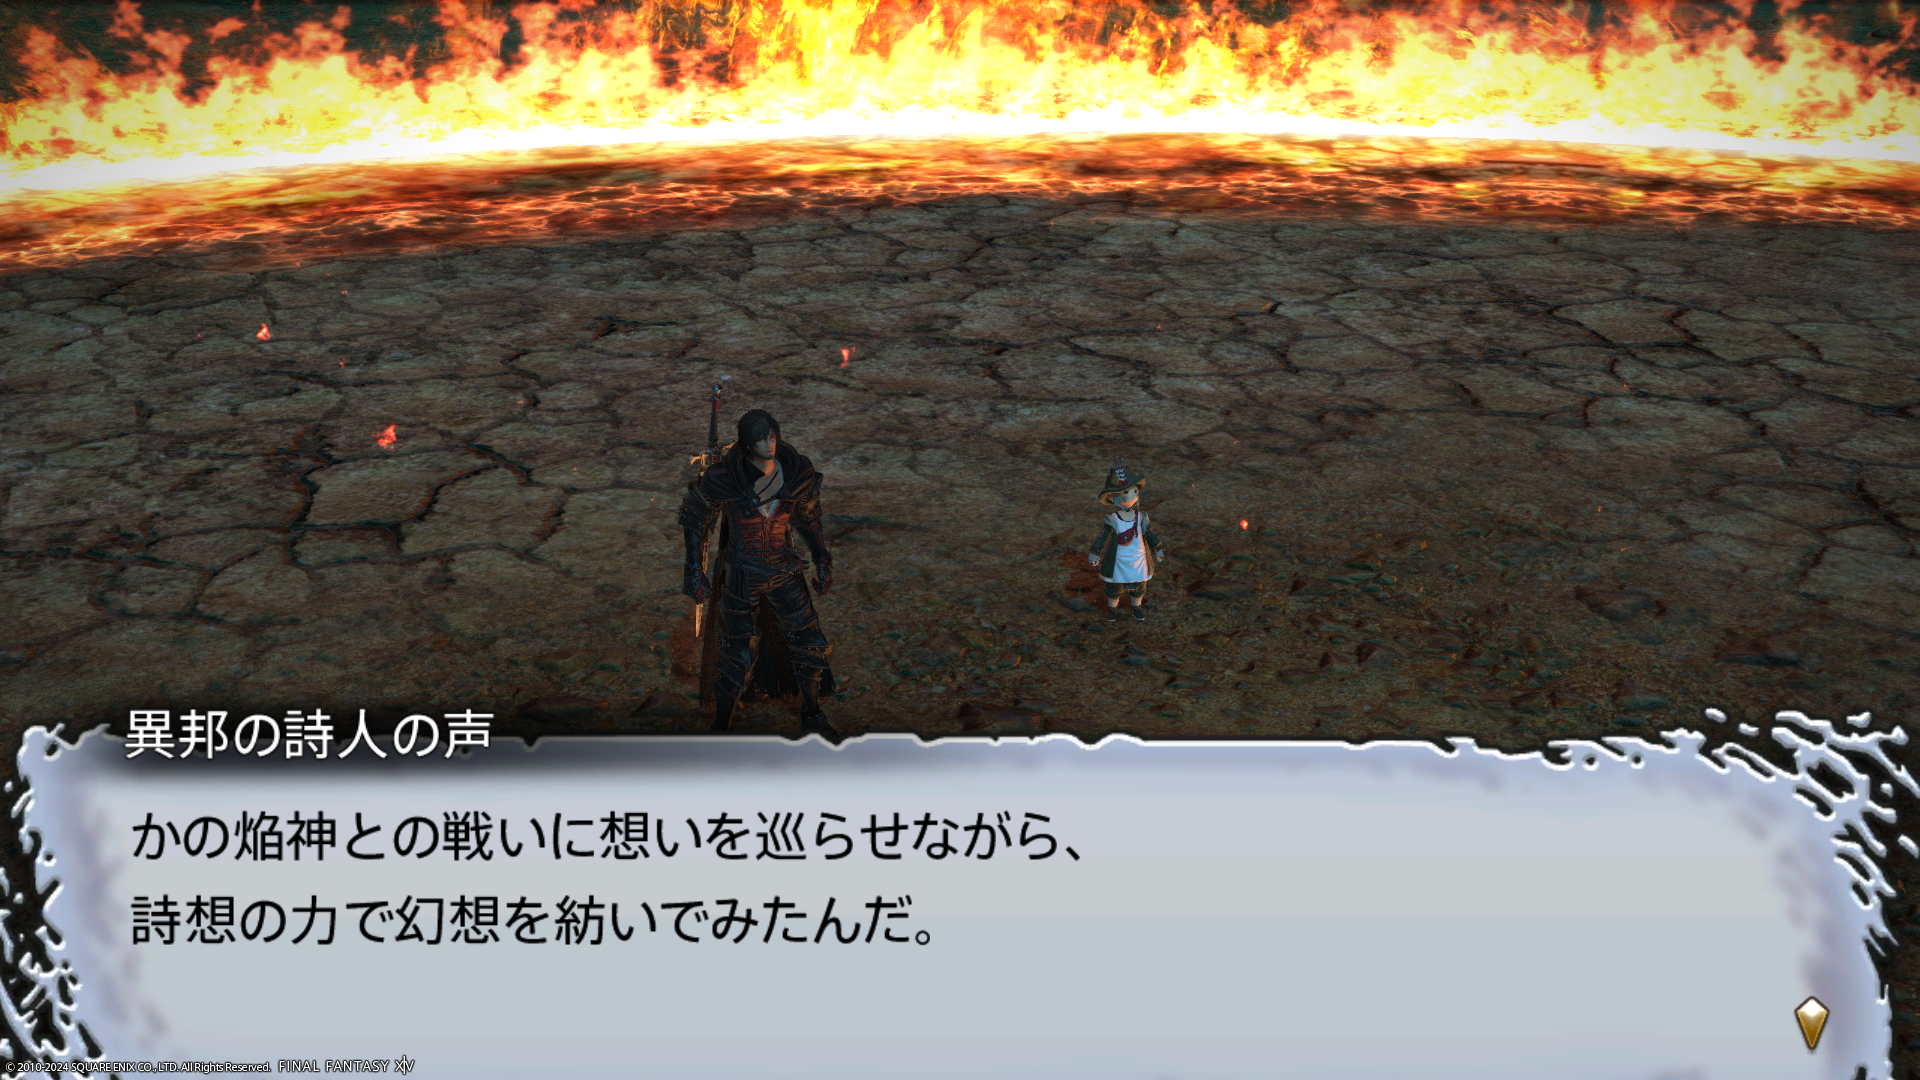 異邦の詩人の声
かの焔神との戦いに想いを巡らせながら、
詩想の力で幻想を紡いでみたんだ。
© 2010-2024 SQUARE ENIX CO., LTD. All Rights Reserved. FINAL FANTASY XIV